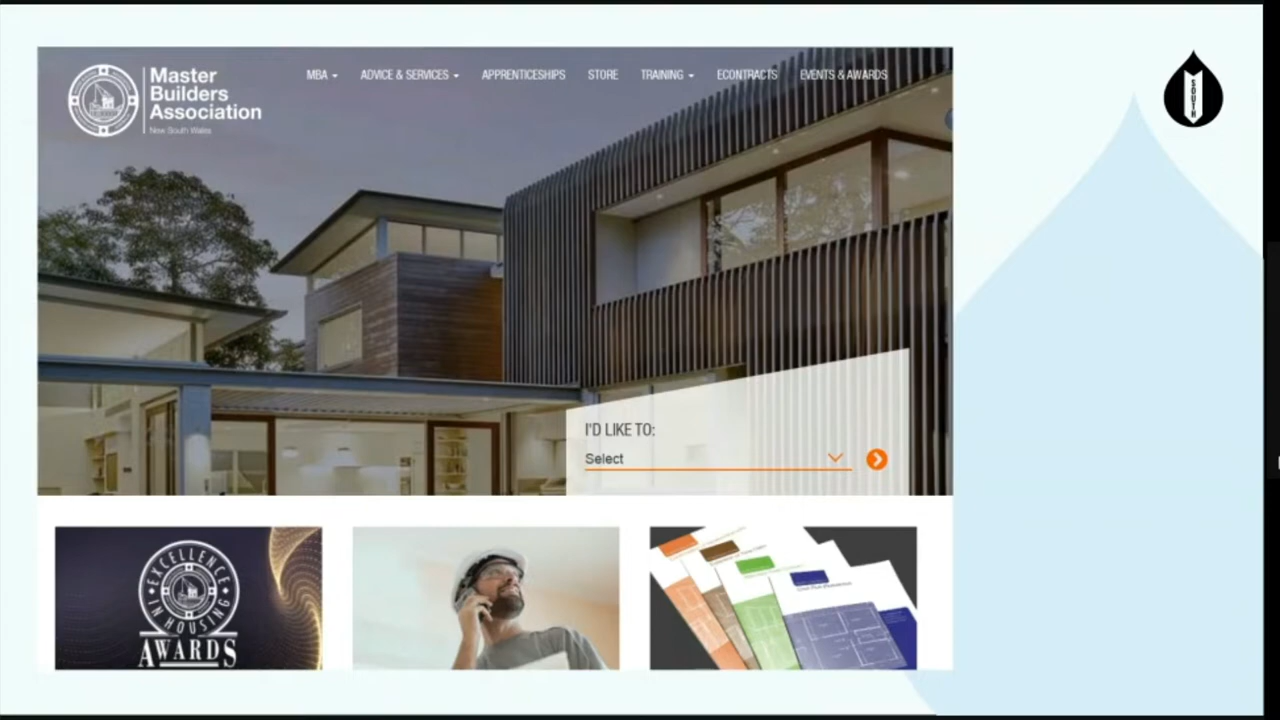 Master
Builders
Association
New South Wales
MBA
ADVICE & SERVICES
APPRENTICESHIPS
STORE
TRAINING
ECONTRACTS
EVENTS & AWARDS
SOUTH
I'D LIKE TO:
Select
EXCELLENCE
IN HOUSING
AWARDS